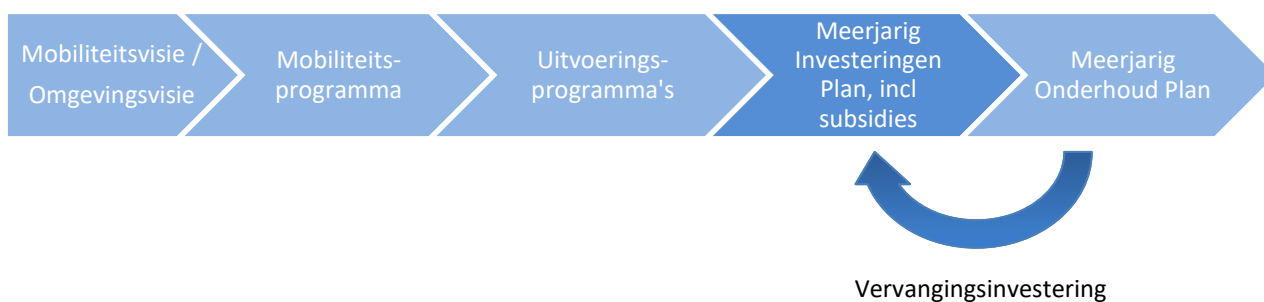 Mobiliteitsvisie /
Omgevingsvisie
Mobiliteits-
programma
Uitvoerings-
programma's
Meerjarig
Investeringen
Plan, incl
subsidies
Meerjarig
Onderhoud Plan
Vervangingsinvestering